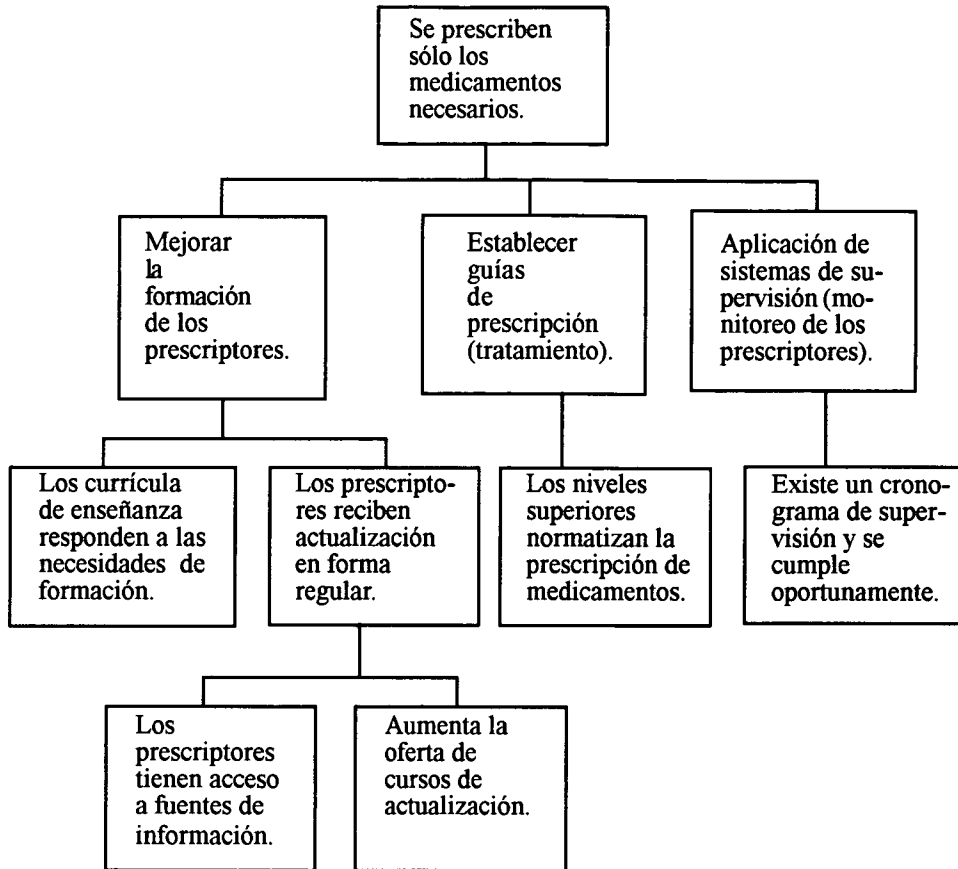 Se prescriben
sólo los
medicamentos
necesarios.
Mejorar
la
formación
de los
prescriptores.
Establecer
guías
de
prescripción
(tratamiento).
Aplicación de
sistemas de su-
pervisión (mo-
nitoreo de los
prescriptores).
Los currícula
de enseñanza
responden a las
necesidades de
formación.
Los prescripto-
res reciben
actualización
en forma
regular.
Los niveles
superiores
normatizan la
prescripción de
medicamentos.
Existe un crono-
grama de super-
visión y se
cumple
oportunamente.
Los
prescriptores
tienen acceso
a fuentes de
información.
Aumenta la
oferta de
cursos de
actualización.